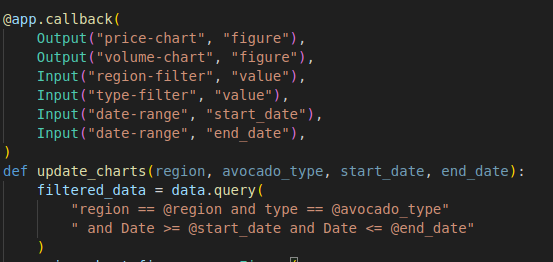 @app.callback(
    Output("price-chart", "figure"),
    Output("volume-chart", "figure"),
    Input("region-filter", "value"),
    Input("type-filter", "value"),
    Input("date-range", "start_date"),
    Input("date-range", "end_date"),
)
def update_charts(region, avocado_type, start_date, end_date):
    filtered_data = data.query(
        "region == @region and type == @avocado_type"
        " and Date >= @start_date and Date <= @end_date"
    )